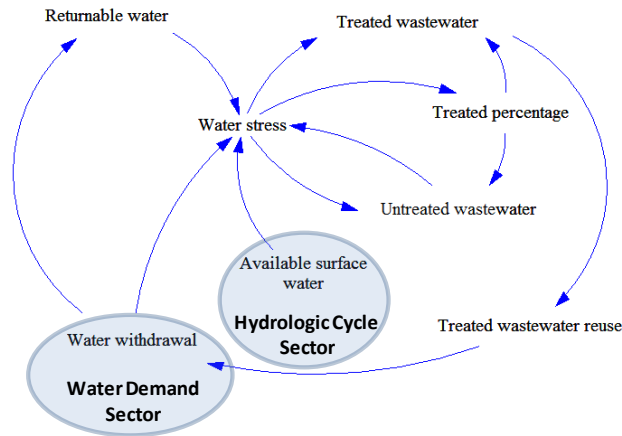 Returnable water
Treated wastewater
Treated percentage
Water stress
Untreated wastewater
Available surface
water
Hydrologic Cycle
Sector
Treated wastewater reuse
Water withdrawal
Water Demand
Sector